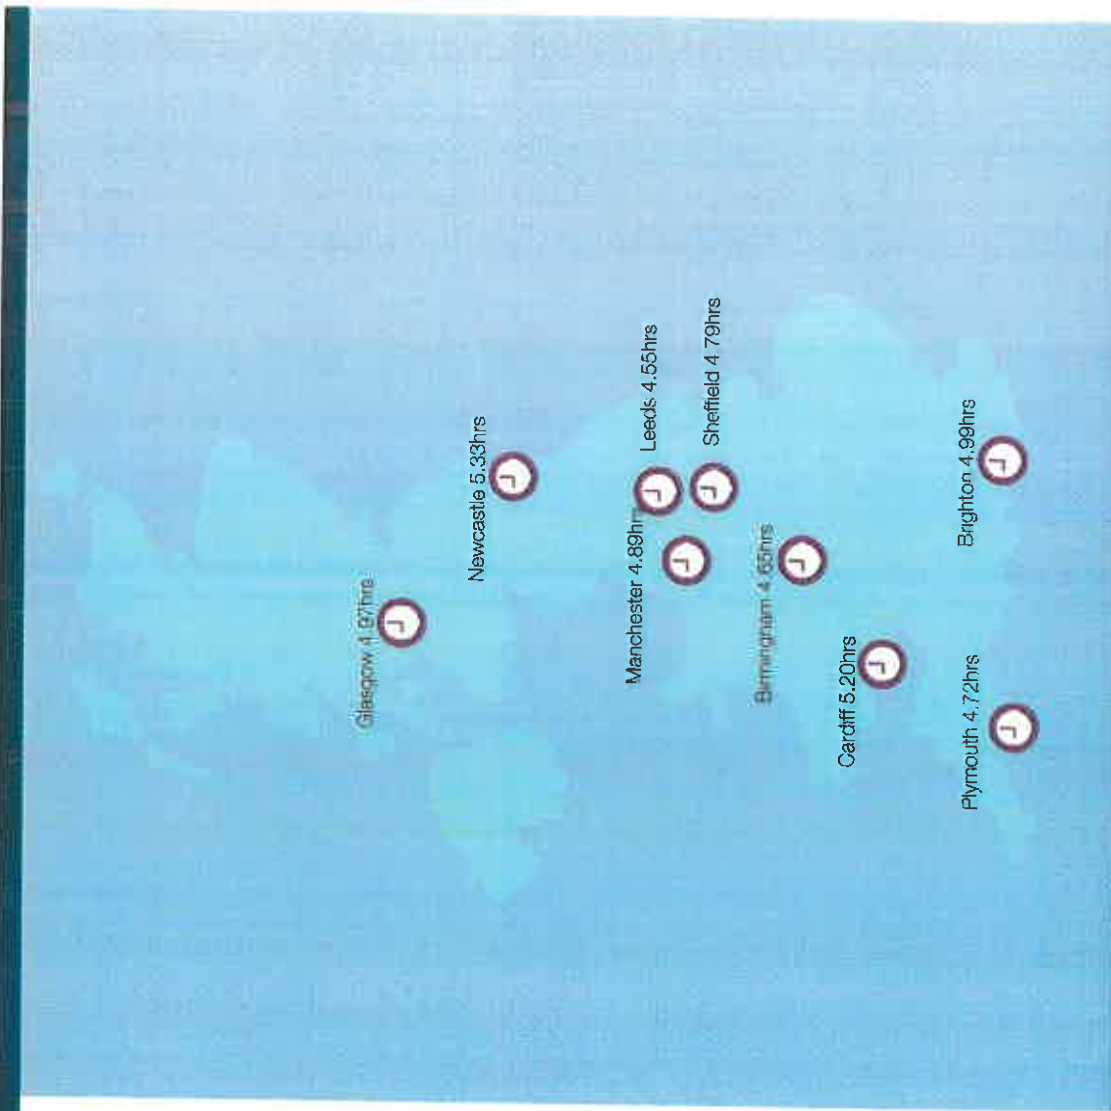 Glasgow 4.97hrs
Newcastle 5.33hrs
Leeds 4.55hrs
Manchester 4.89hr
Sheffield 4 79hrs
Birmingham 4.65hrs
Cardiff 5.20hrs
Brighton 4.99hrs
Plymouth 4.72hrs